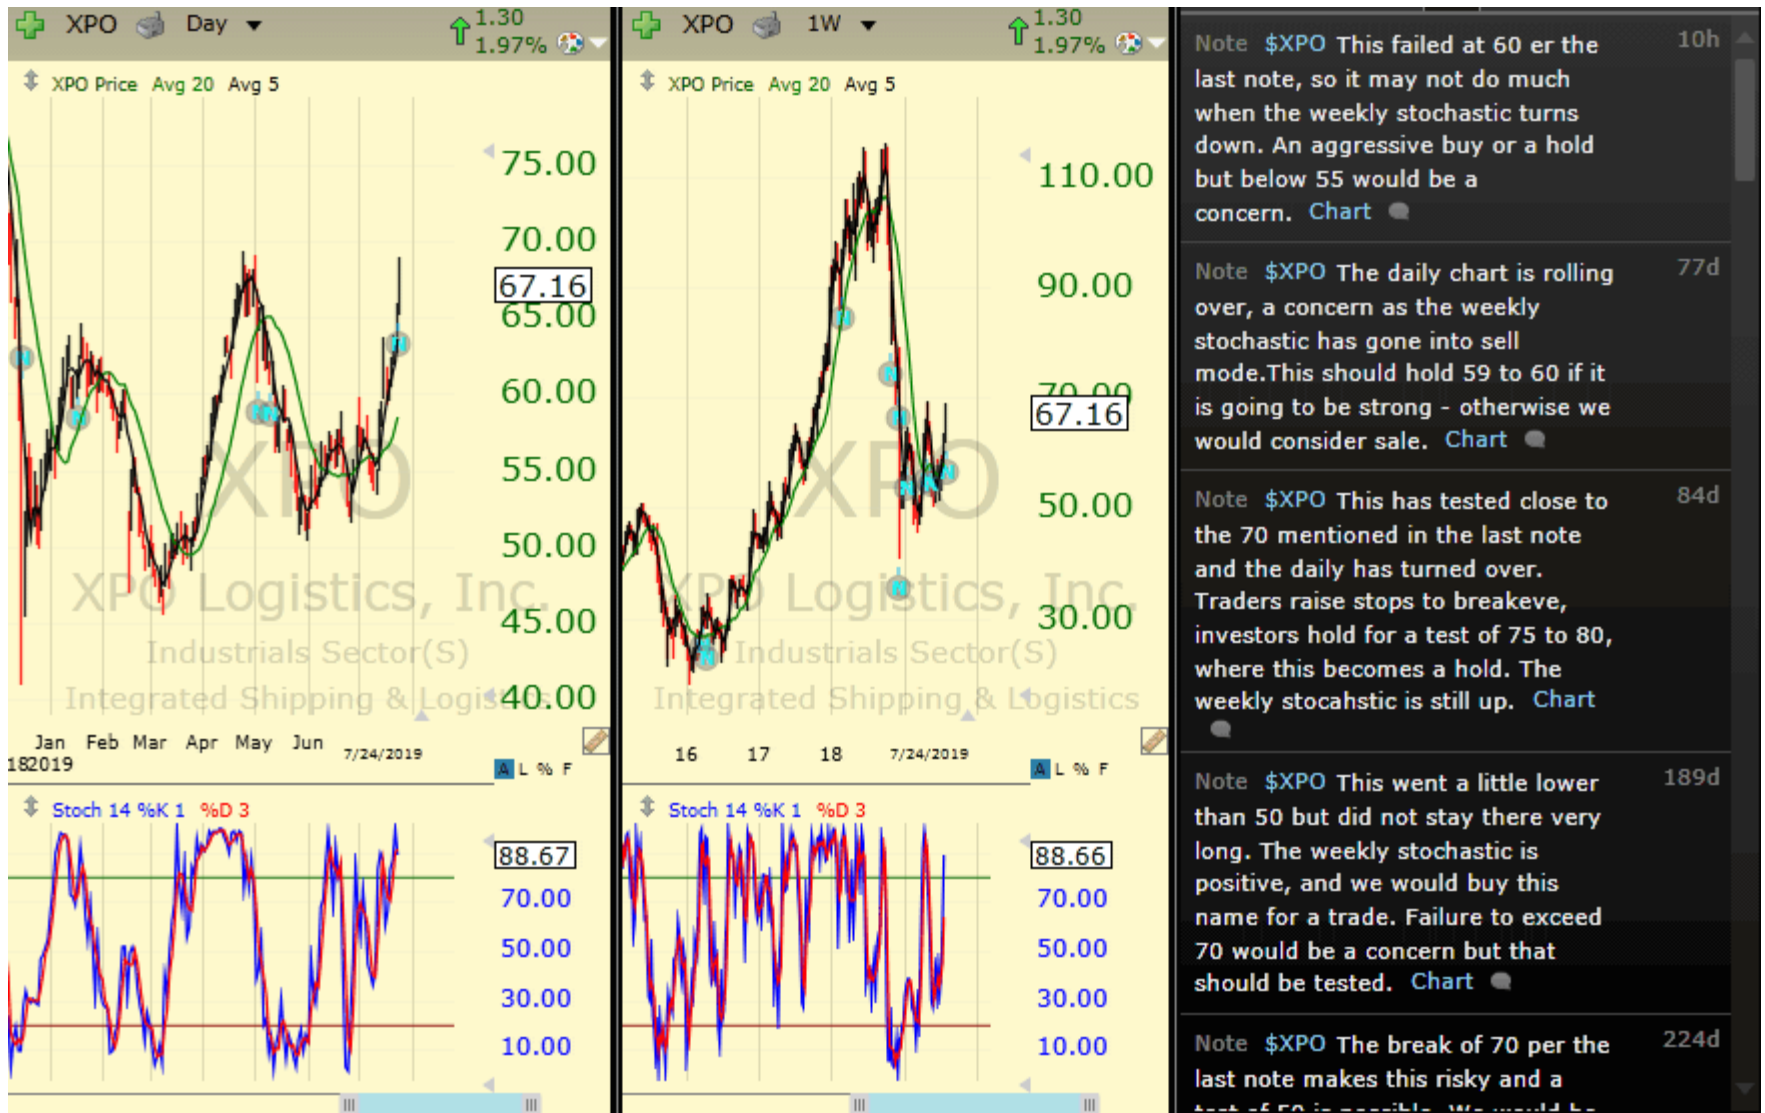 XPO Day 1.30
1.97%
XPO Price Avg 20 Avg 5
75.00
70.00
67.16
65.00
60.00
55.00
50.00
45.00
40.00
XPO
XPO Logistics, Inc.
Industrials Sector(S)
Integrated Shipping & Logistics
Jan Feb Mar Apr May Jun 7/24/2019
182019
A L % F
Stoch 14 %K 1 %D 3
88.67
70.00
50.00
30.00
10.00
XPO 1W 1.30
1.97%
XPO Price Avg 20 Avg 5
110.00
90.00
70.00
67.16
50.00
30.00
XPO
XPO Logistics, Inc.
Industrials Sector(S)
Integrated Shipping & Logistics
16 17 18 7/24/2019
A L % F
Stoch 14 %K 1 %D 3
88.66
70.00
50.00
30.00
10.00
Note $XPO This failed at 60 er the 10h
last note, so it may not do much
when the weekly stochastic turns
down. An aggressive buy or a hold
but below 55 would be a
concern. Chart
Note $XPO The daily chart is rolling 77d
over, a concern as the weekly
stochastic has gone into sell
mode.This should hold 59 to 60 if it
is going to be strong - otherwise we
would consider sale. Chart
Note $XPO This has tested close to 84d
the 70 mentioned in the last note
and the daily has turned over.
Traders raise stops to breakeve,
investors hold for a test of 75 to 80,
where this becomes a hold. The
weekly stocahstic is still up. Chart
Note $XPO This went a little lower 189d
than 50 but did not stay there very
long. The weekly stochastic is
positive, and we would buy this
name for a trade. Failure to exceed
70 would be a concern but that
should be tested. Chart
Note $XPO The break of 70 per the 224d
last note makes this risky and a